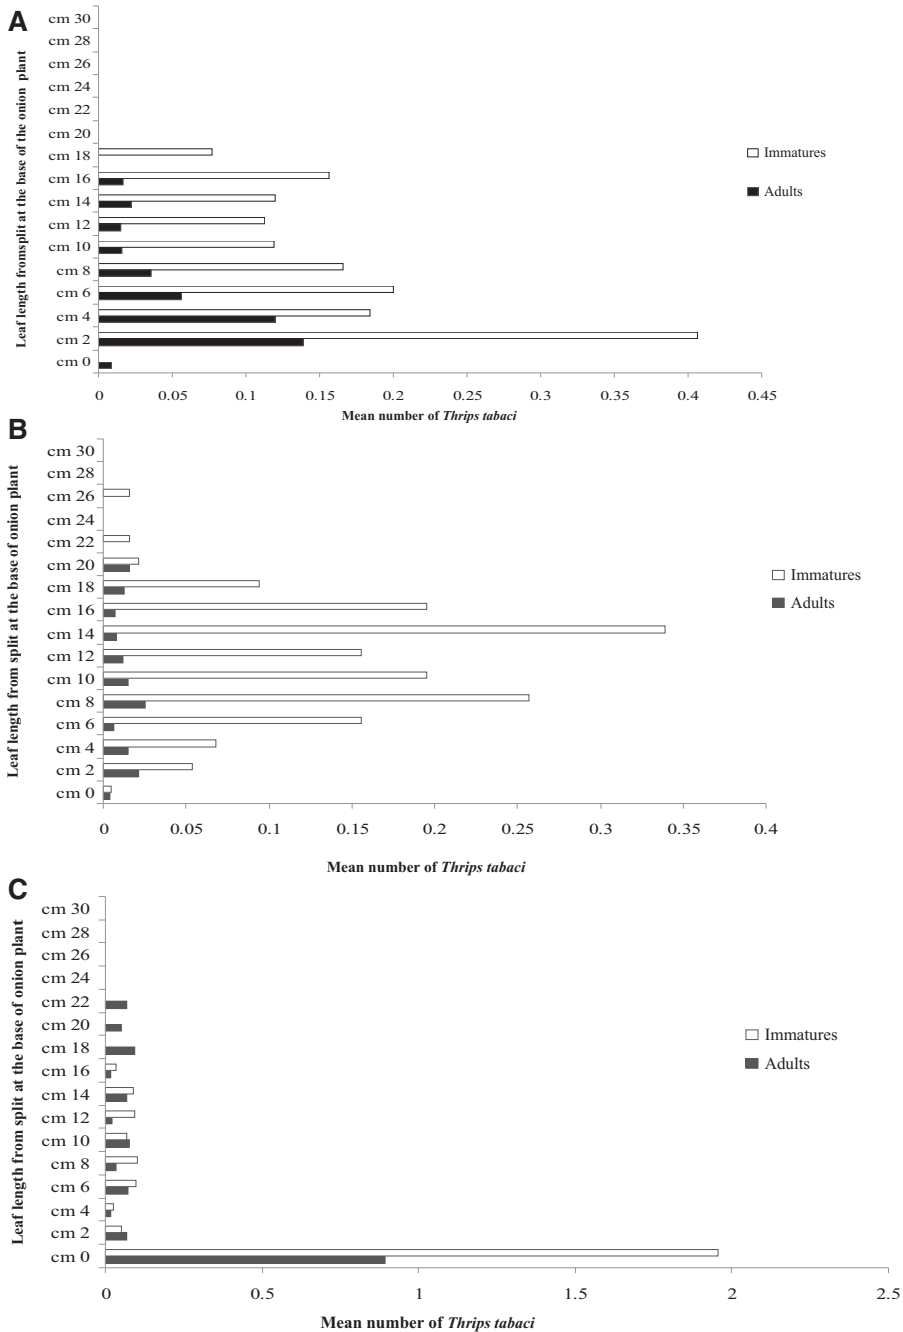 A
cm 30
cm 28
cm 26
cm 24
cm 22
cm 20
cm 18
cm 16
cm 14
cm 12
cm 10
cm 8
cm 6
cm 4
cm 2
cm 0
Leaf length fromsplit at the base of the onion plant
Immatures
Adults
0 0.05 0.1 0.15 0.2 0.25 0.3 0.35 0.4 0.45
Mean number of Thrips tabaci
B
cm 30
cm 28
cm 26
cm 24
cm 22
cm 20
cm 18
cm 16
cm 14
cm 12
cm 10
cm 8
cm 6
cm 4
cm 2
cm 0
Leaf length from split at the base of onion plant
Immatures
Adults
0 0.05 0.1 0.15 0.2 0.25 0.3 0.35 0.4
Mean number of Thrips tabaci
C
cm 30
cm 28
cm 26
cm 24
cm 22
cm 20
cm 18
cm 16
cm 14
cm 12
cm 10
cm 8
cm 6
cm 4
cm 2
cm 0
Leaf length from split at the base of onion plant
Immatures
Adults
0 0.5 1 1.5 2 2.5
Mean number of Thrips tabaci